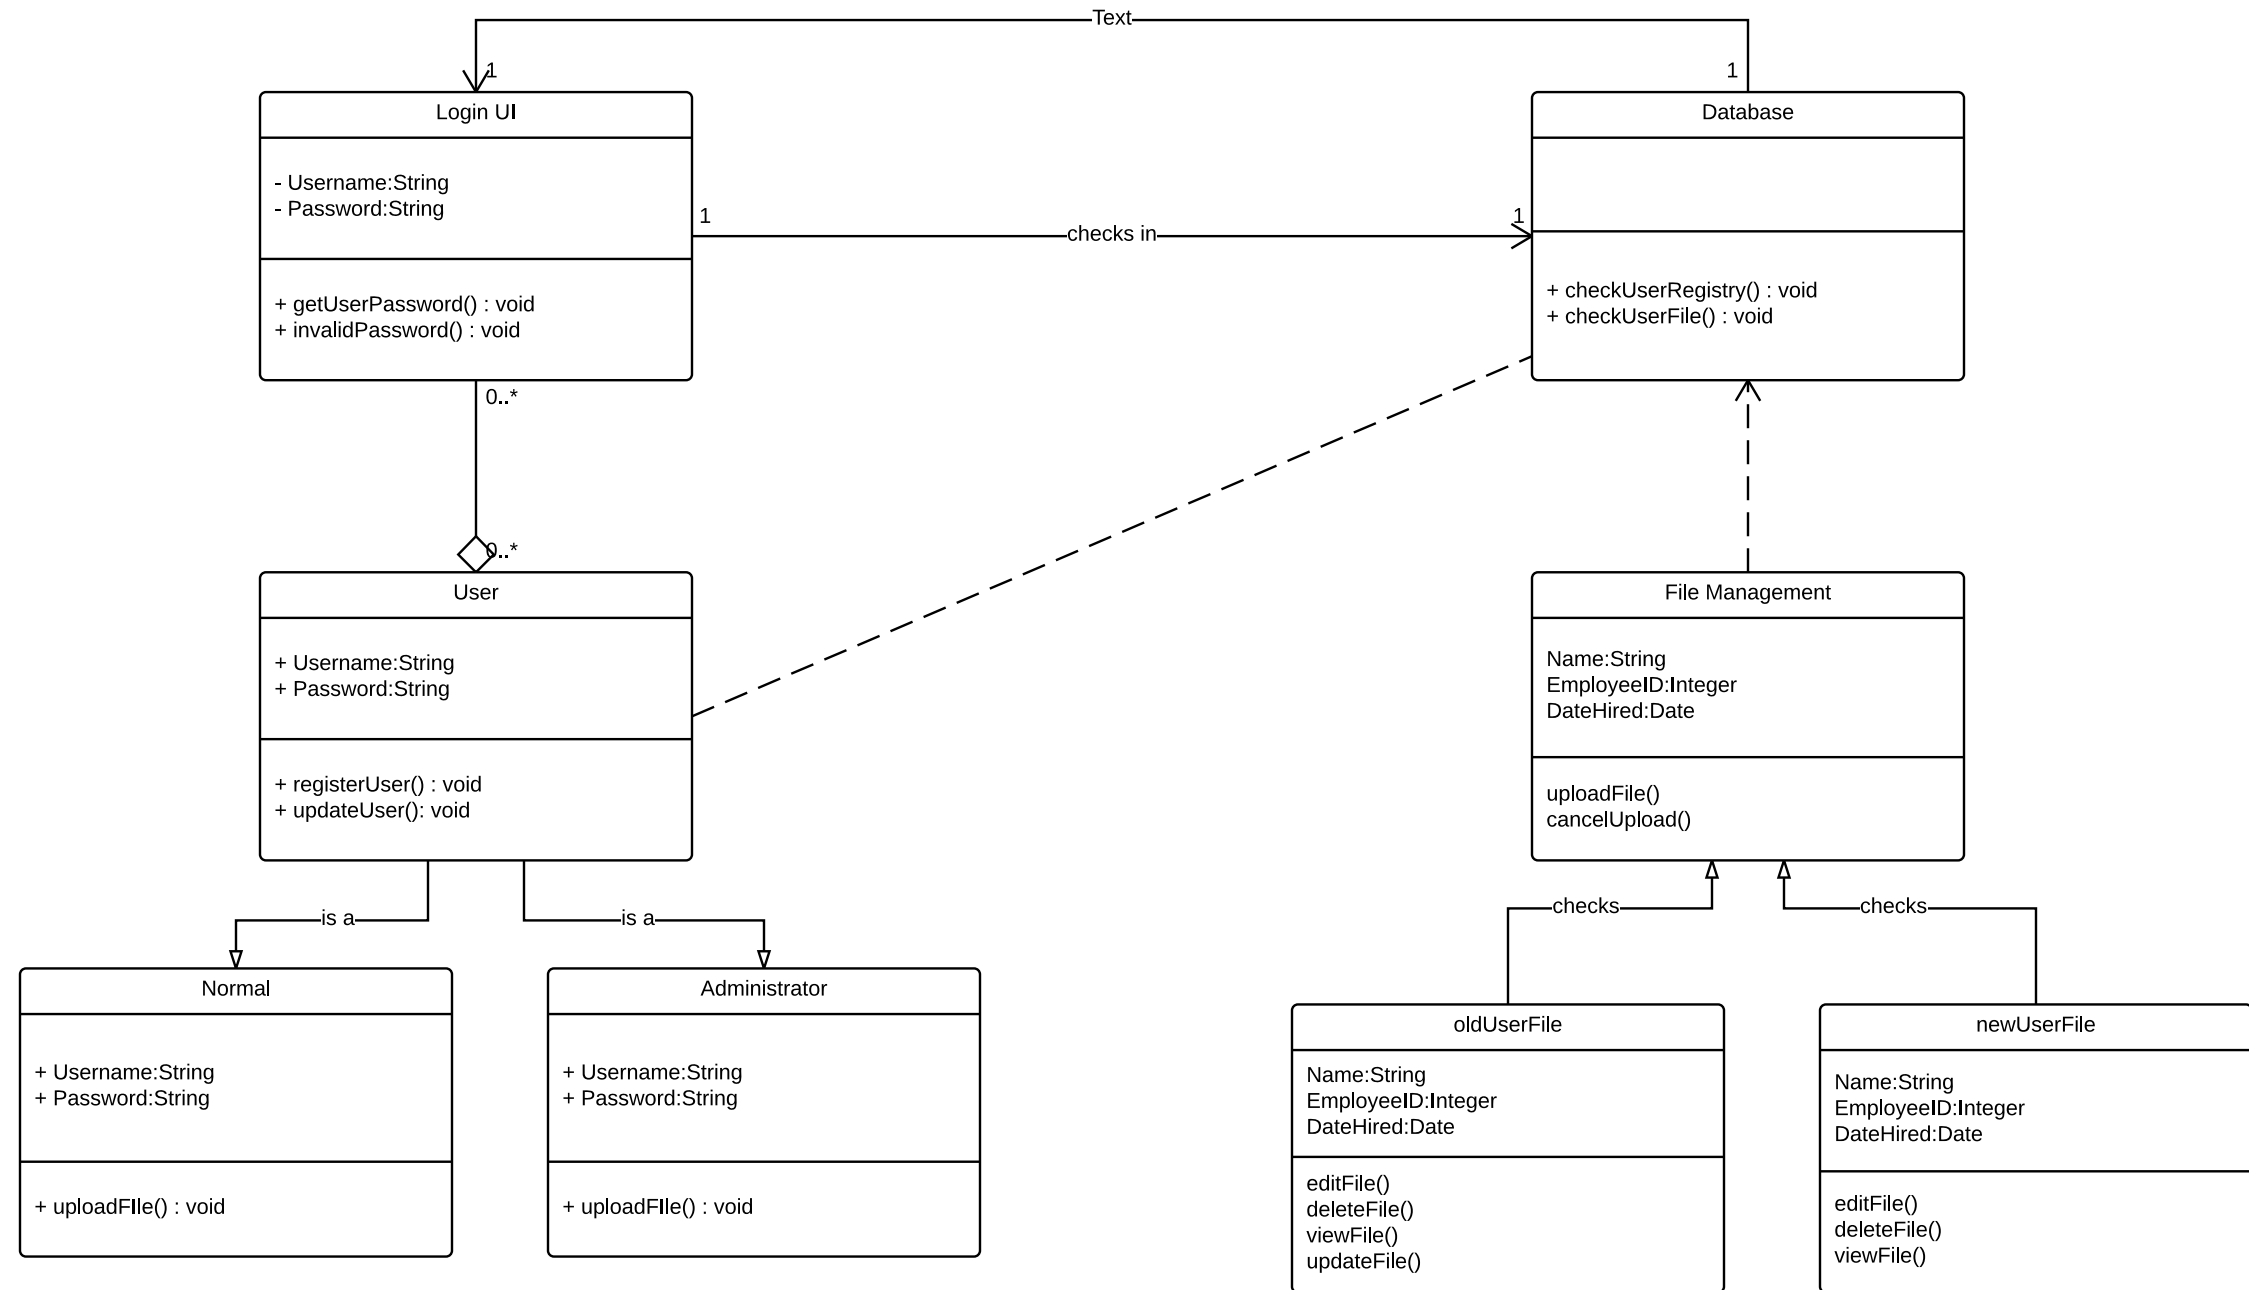 Text
1
1
Login UI
- Username:String
- Password:String
+ getUserPassword() : void
+ invalidPassword() : void
Database
+ checkUserRegistry() : void
+ checkUserFile() : void
1
checks in
1
0..*
0..*
User
+ Username:String
+ Password:String
+ registerUser() : void
+ updateUser(): void
File Management
Name:String
EmployeeID:Integer
DateHired:Date
uploadFile()
cancelUpload()
is a
is a
checks
checks
Normal
+ Username:String
+ Password:String
+ uploadFIle() : void
Administrator
+ Username:String
+ Password:String
+ uploadFIle() : void
oldUserFile
Name:String
EmployeeID:Integer
DateHired:Date
editFile()
deleteFile()
viewFile()
updateFile()
newUserFile
Name:String
EmployeeID:Integer
DateHired:Date
editFile()
deleteFile()
viewFile()